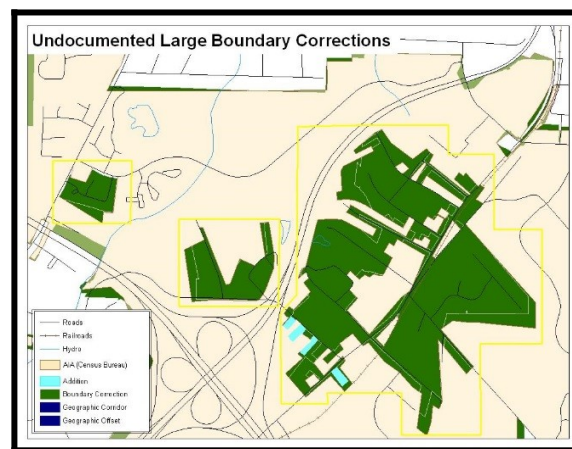 Undocumented Large Boundary Corrections
Roads
Railroads
Hydro
AIA (Census Bureau)
Addition
Boundary Correction
Geographic Corridor
Geographic Offset